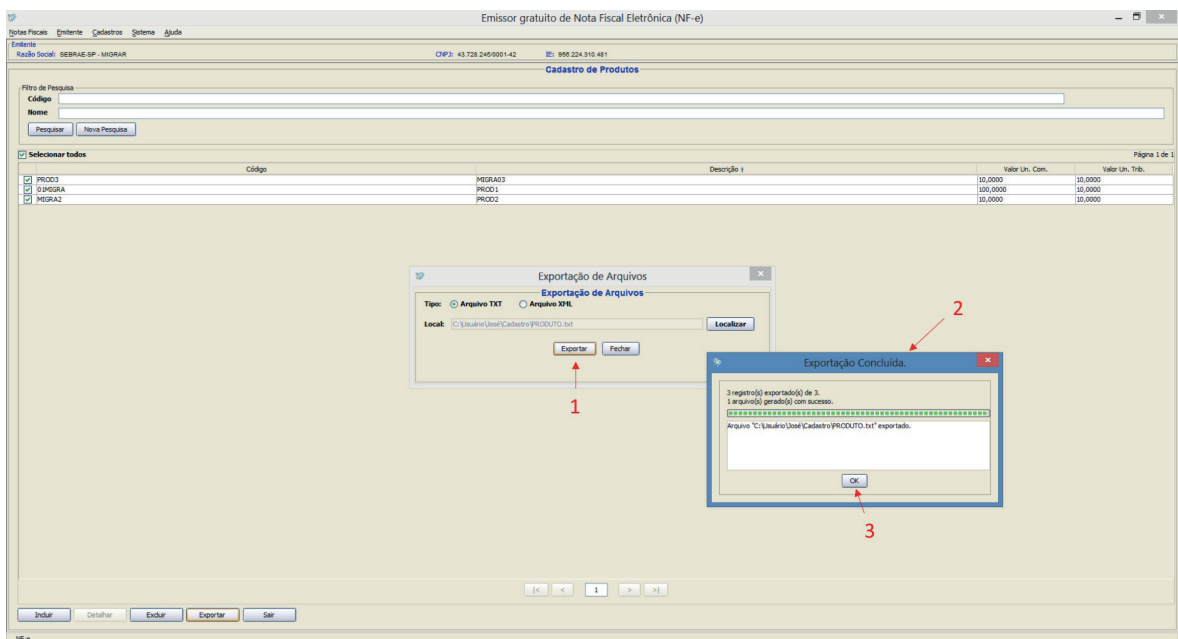 Emissor gratuito de Nota Fiscal Eletrônica (NF-e)
Notas Fiscais Emitente Cadastros Sistema Ajuda
Emitente
Razão Social: SEBRAE-SP - MIGRAR CNPJ: 43.728.245/0001-42 IE: 956.224.310.481
Cadastro de Produtos
Filtro de Pesquisa
Código
Nome
Pesquisar Nova Pesquisa
Selecionar todos Página 1 de 1
Código Descrição Valor Un. Com. Valor Un. Trib.
PROD3 MIGRA03 10,0000 10,0000
01MIGRA PROD1 100,0000 10,0000
MIGRA2 PROD2 10,0000 10,0000
Exportação de Arquivos
Exportação de Arquivos
Tipo: Arquivo TXT Arquivo XML
Local: C:\Usuário\José\Cadastro\PRODUTO.txt Localizar
Exportar Fechar
1
2
Exportação Concluída.
3 registro(s) exportado(s) de 3.
1 arquivo(s) gerado(s) com sucesso.
Arquivo "C:\Usuário\José\Cadastro\PRODUTO.txt" exportado.
OK
3
|< < 1 > >|
Incluir Detalhar Excluir Exportar Sair
NF-e